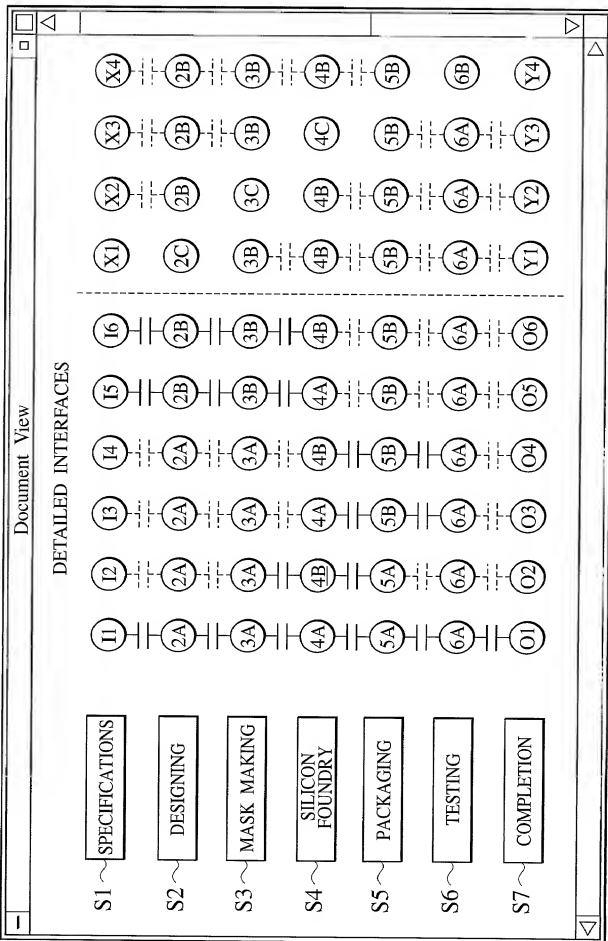 Document View
DETAILED INTERFACES
S1 SPECIFICATIONS I1 I2 I3 I4 I5 I6 X1 X2 X3 X4
S2 DESIGNING 2A 2A 2A 2A 2B 2B 2C 2B 2B 2B
S3 MASK MAKING 3A 3A 3A 3A 3B 3B 3B 3C 3B 3B
S4 SILICON FOUNDRY 4A 4B 4A 4B 4A 4B 4B 4B 4C 4B
S5 PACKAGING 5A 5A 5B 5B 5B 5B 5B 5B 5B 5B
S6 TESTING 6A 6A 6A 6A 6A 6A 6A 6A 6A 6B
S7 COMPLETION O1 O2 O3 O4 O5 O6 Y1 Y2 Y3 Y4